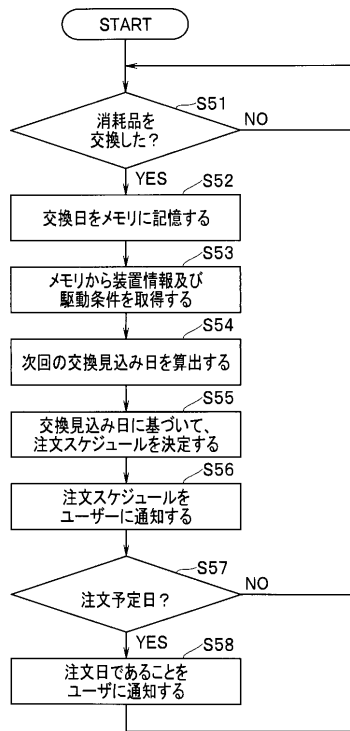 START
S51
消耗品を
交換した？
NO
YES
S52
交換日をメモリに記憶する
S53
メモリから装置情報及び
駆動条件を取得する
S54
次回の交換見込み日を算出する
S55
交換見込み日に基づいて、
注文スケジュールを決定する
S56
注文スケジュールを
ユーザーに通知する
S57
注文予定日？
NO
YES
S58
注文日であることを
ユーザに通知する